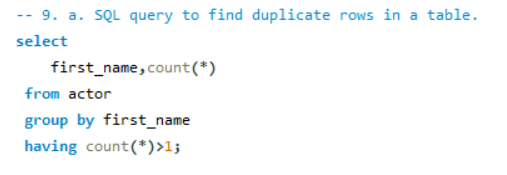 -- 9. a. SQL query to find duplicate rows in a table.
select
first_name,count(*)
from actor
group by first_name
having count(*)>1;